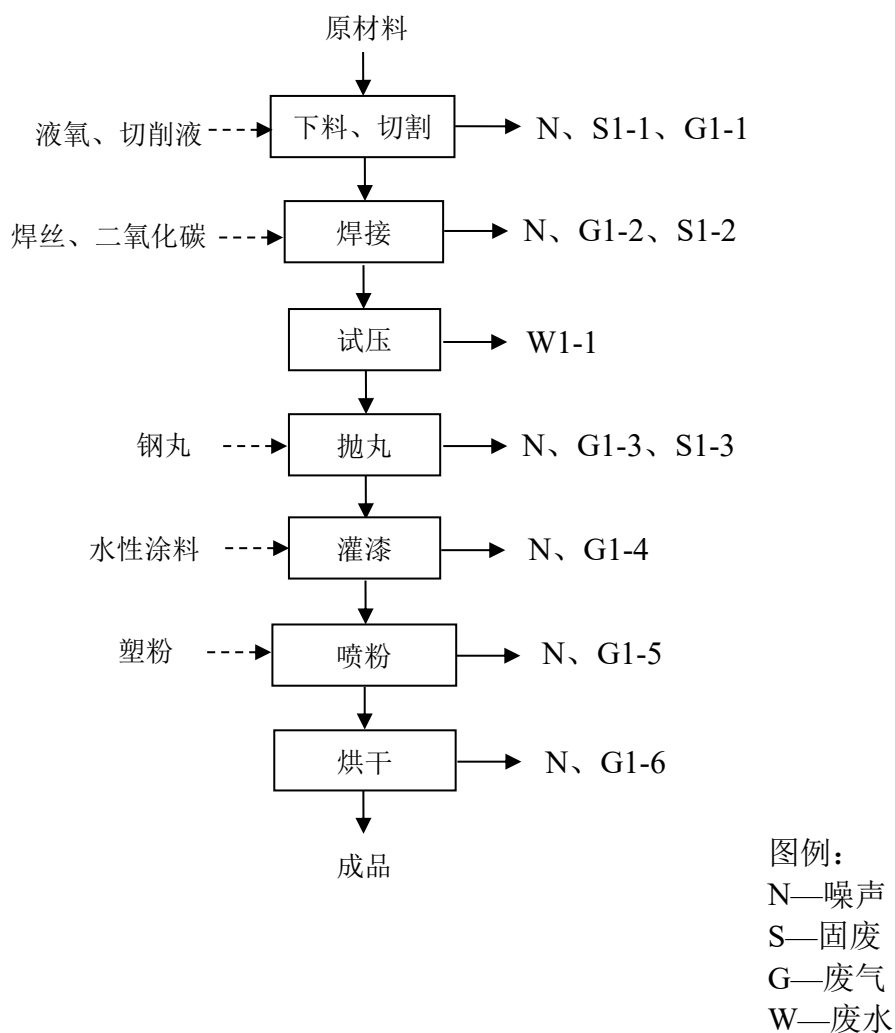 原材料
液氧、切削液
下料、切割
N、S1-1、G1-1
焊丝、二氧化碳
焊接
N、G1-2、S1-2
试压
W1-1
钢丸
抛丸
N、G1-3、S1-3
水性涂料
灌漆
N、G1-4
塑粉
喷粉
N、G1-5
烘干
N、G1-6
成品
图例：
N—噪声
S—固废
G—废气
W—废水